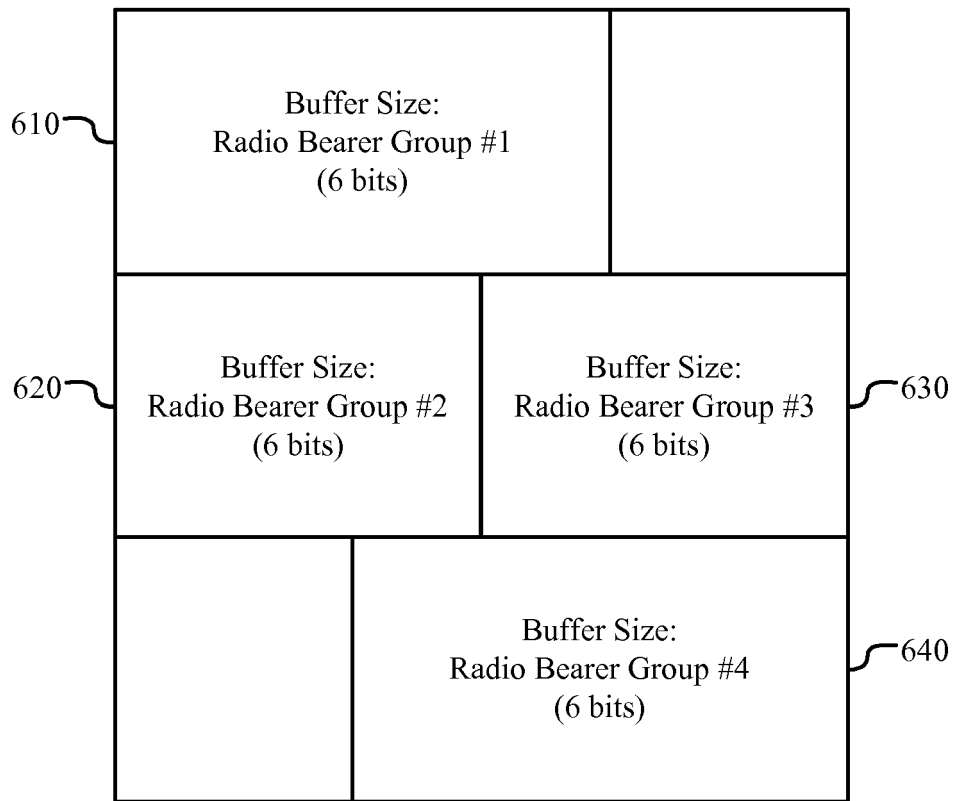 610
Buffer Size:
Radio Bearer Group #1
(6 bits)
620
Buffer Size:
Radio Bearer Group #2
(6 bits)
Buffer Size:
Radio Bearer Group #3
(6 bits)
630
Buffer Size:
Radio Bearer Group #4
(6 bits)
640